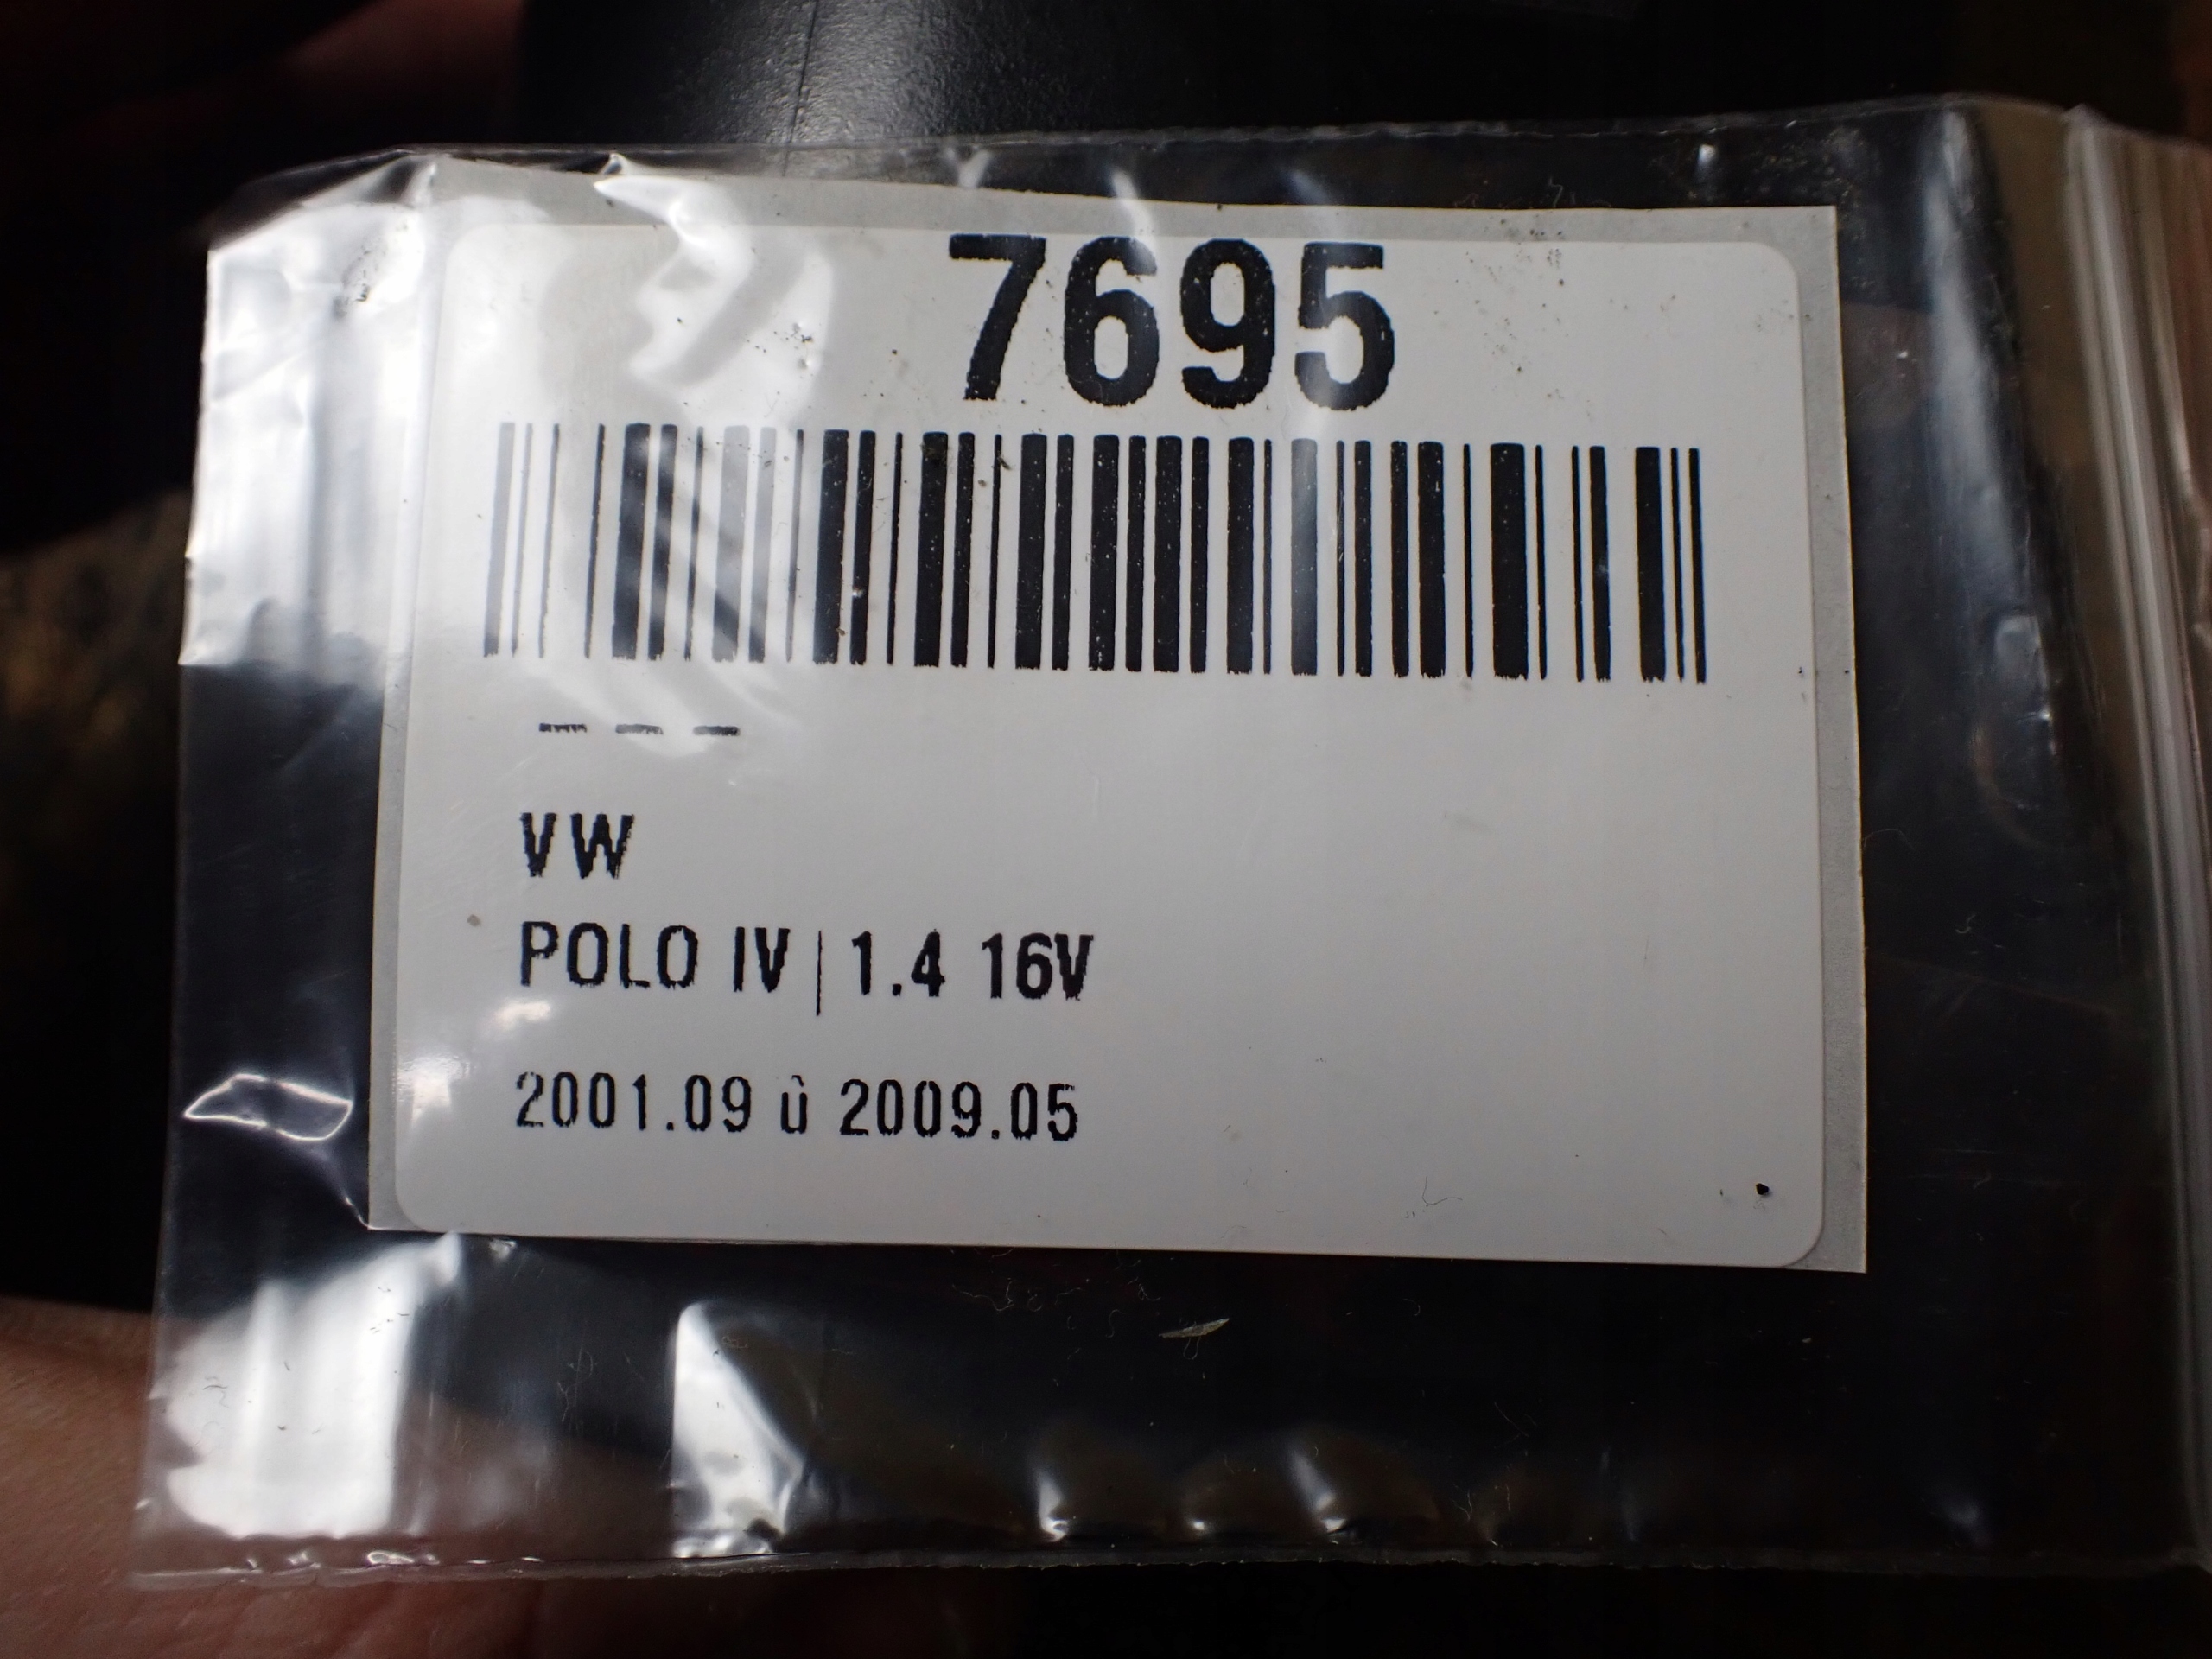 7695
– – –
VW
POLO IV | 1.4 16V
2001.09 û 2009.05